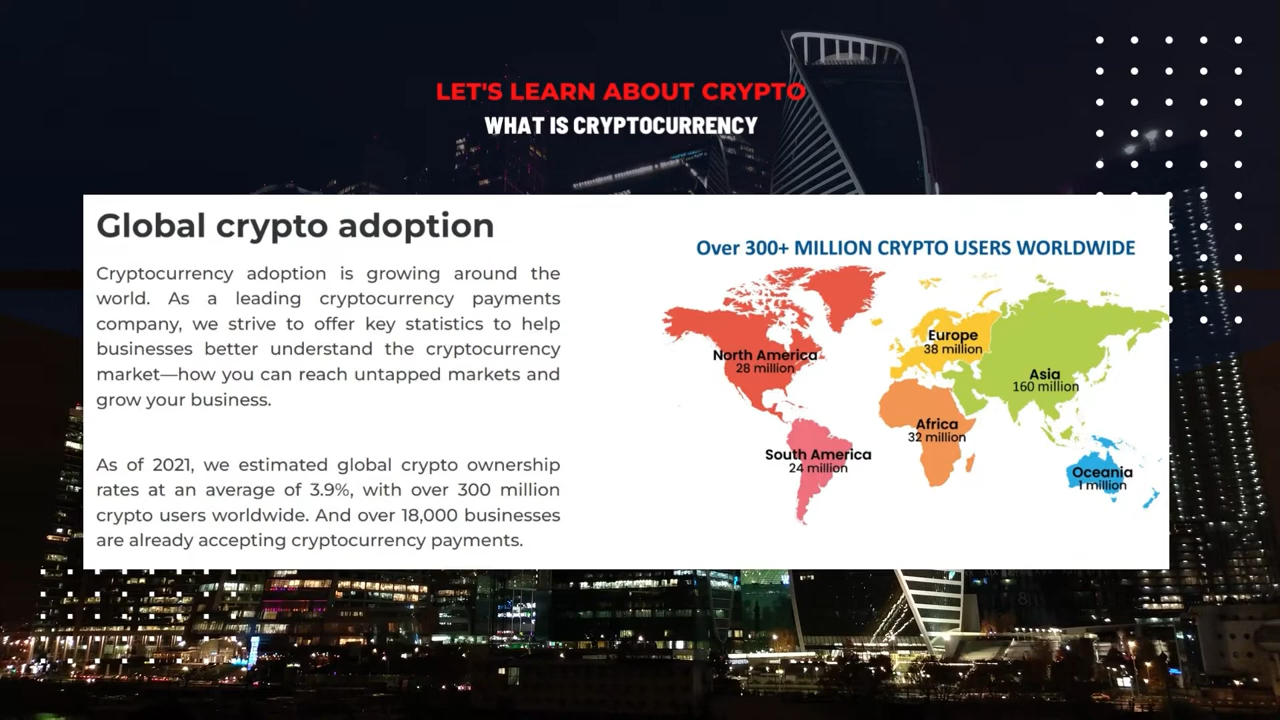 LET'S LEARN ABOUT CRYPTO
WHAT IS CRYPTOCURRENCY
Global crypto adoption
Cryptocurrency adoption is growing around the
world. As a leading cryptocurrency payments
company, we strive to offer key statistics to help
businesses better understand the cryptocurrency
market—how you can reach untapped markets and
grow your business.
As of 2021, we estimated global crypto ownership
rates at an average of 3.9%, with over 300 million
crypto users worldwide. And over 18,000 businesses
are already accepting cryptocurrency payments.
Over 300+ MILLION CRYPTO USERS WORLDWIDE
North America
28 million
Europe
38 million
Asia
160 million
Africa
32 million
South America
24 million
Oceania
1 million